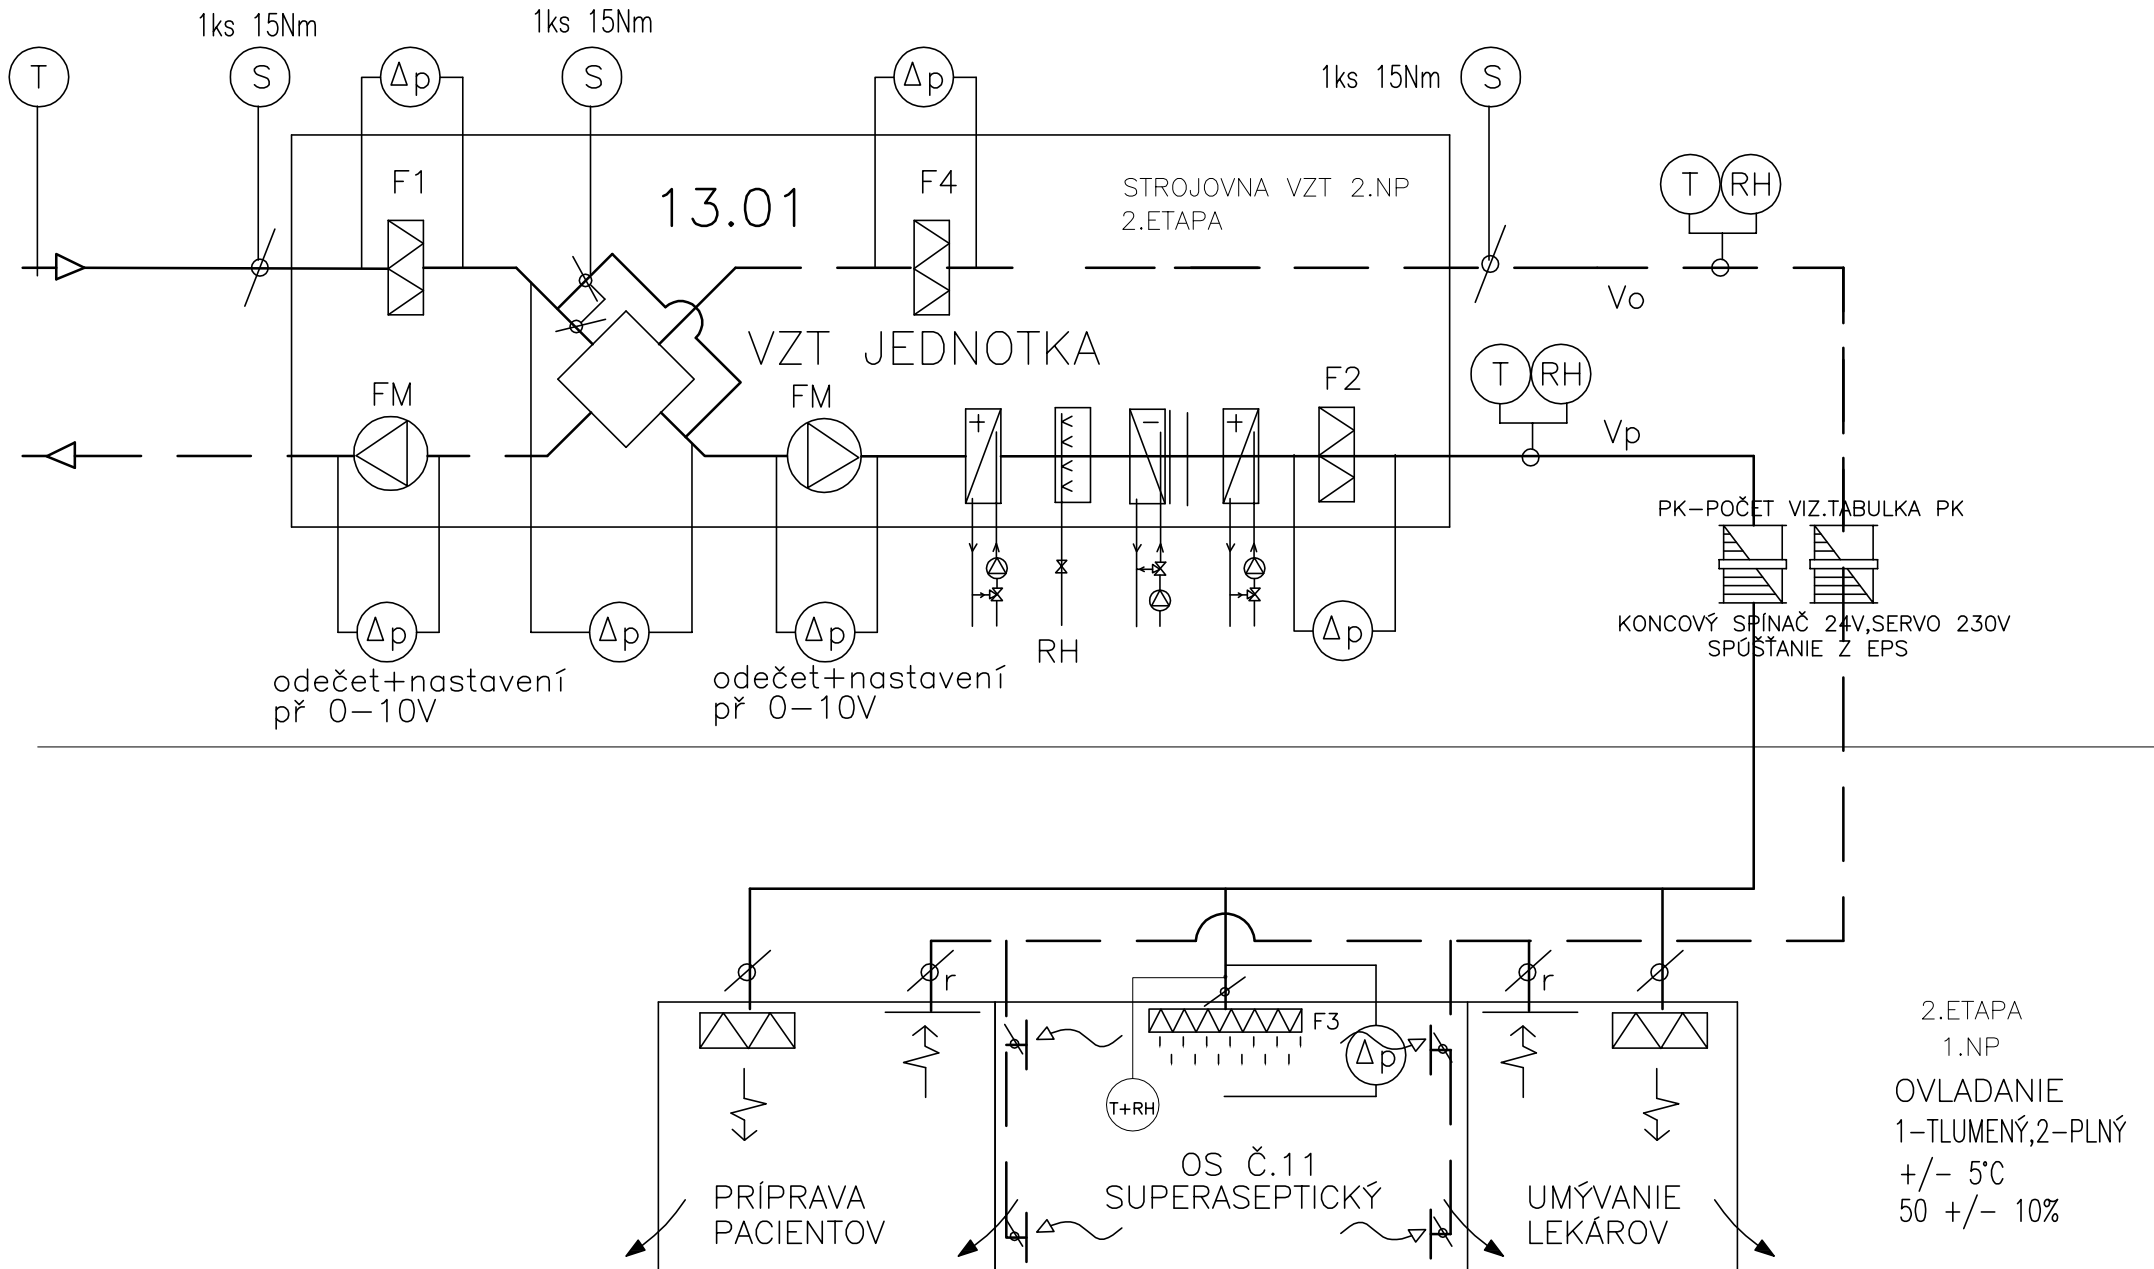 1ks 15Nm
1ks 15Nm
1ks 15Nm
T
S
Δp
S
Δp
S
F1
13.01
F4
STROJOVNA VZT 2.NP
2.ETAPA
T
RH
Vo
VZT JEDNOTKA
FM
FM
F2
T
RH
Vp
PK-POČET VIZ.TABULKA PK
KONCOVÝ SPÍNAČ 24V,SERVO 230V
SPÚŠŤANIE Z EPS
Δp
Δp
Δp
RH
Δp
odečet+nastavení
př 0-10V
odečet+nastavení
př 0-10V
r
r
F3
Δp
T+RH
2.ETAPA
1.NP
OVLADANIE
1-TLUMENÝ,2-PLNÝ
+/- 5°C
50 +/- 10%
PRÍPRAVA
PACIENTOV
OS Č.11
SUPERASEPTICKÝ
UMÝVANIE
LEKÁROV